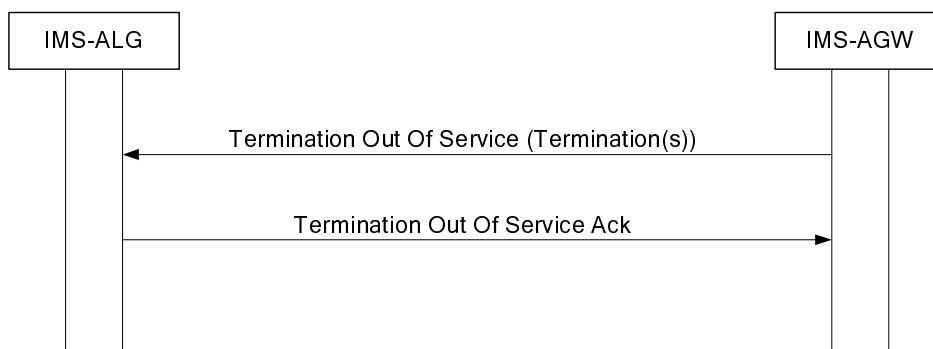 IMS-ALG
IMS-AGW
Termination Out Of Service (Termination(s))
Termination Out Of Service Ack